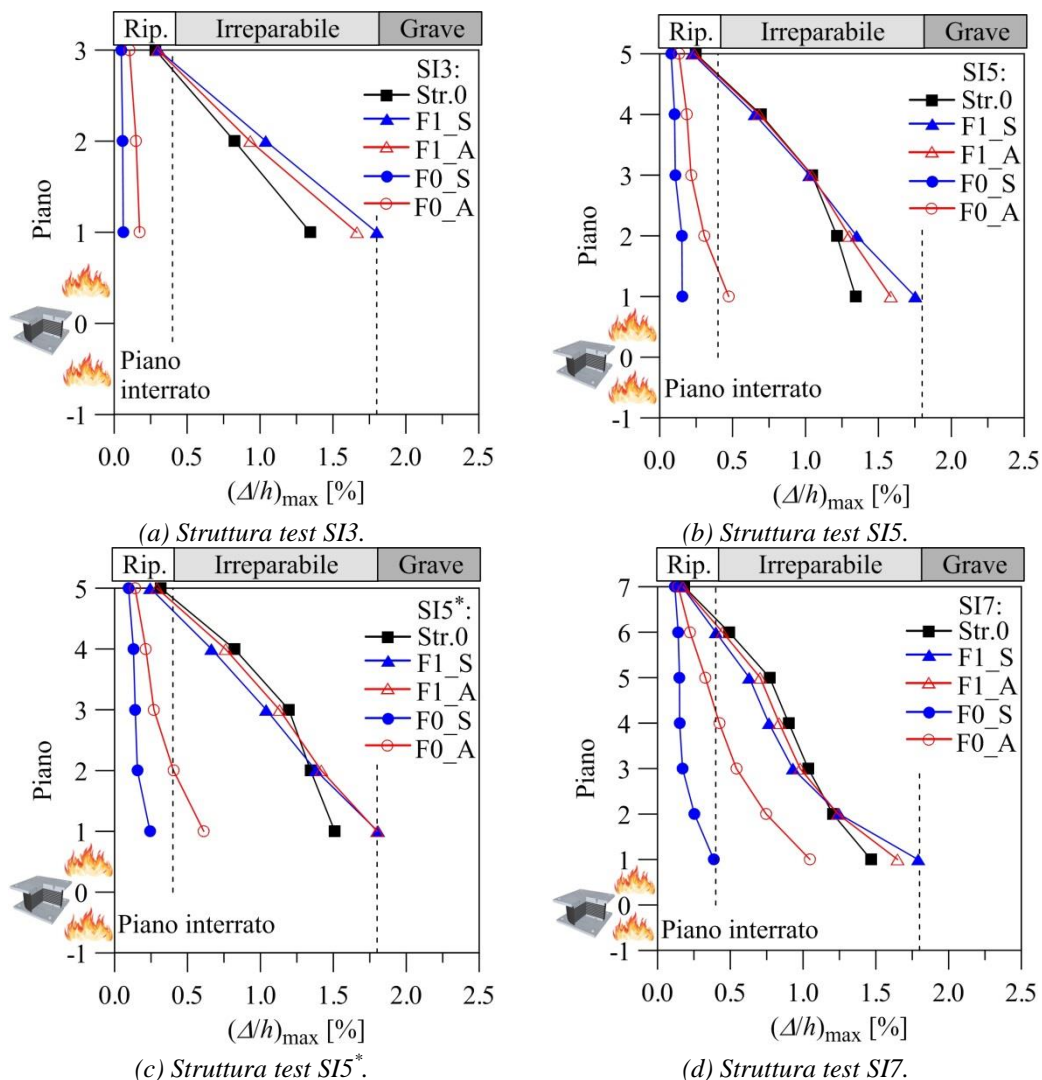 Rip. Irreparabile Grave
3
2
1
0
-1
Piano
SI3:
Str.0
F1_S
F1_A
F0_S
F0_A
Piano
interrato
0.0 0.5 1.0 1.5 2.0 2.5
(Δ/h)max [%]
(a) Struttura test SI3.
Rip. Irreparabile Grave
5
4
3
2
1
0
-1
Piano
SI5:
Str.0
F1_S
F1_A
F0_S
F0_A
Piano interrato
0.0 0.5 1.0 1.5 2.0 2.5
(Δ/h)max [%]
(b) Struttura test SI5.
Rip. Irreparabile Grave
5
4
3
2
1
0
-1
Piano
SI5*:
Str.0
F1_S
F1_A
F0_S
F0_A
Piano interrato
0.0 0.5 1.0 1.5 2.0 2.5
(Δ/h)max [%]
(c) Struttura test SI5*.
Rip. Irreparabile Grave
7
6
5
4
3
2
1
0
-1
Piano
SI7:
Str.0
F1_S
F1_A
F0_S
F0_A
Piano interrato
0.0 0.5 1.0 1.5 2.0 2.5
(Δ/h)max [%]
(d) Struttura test SI7.